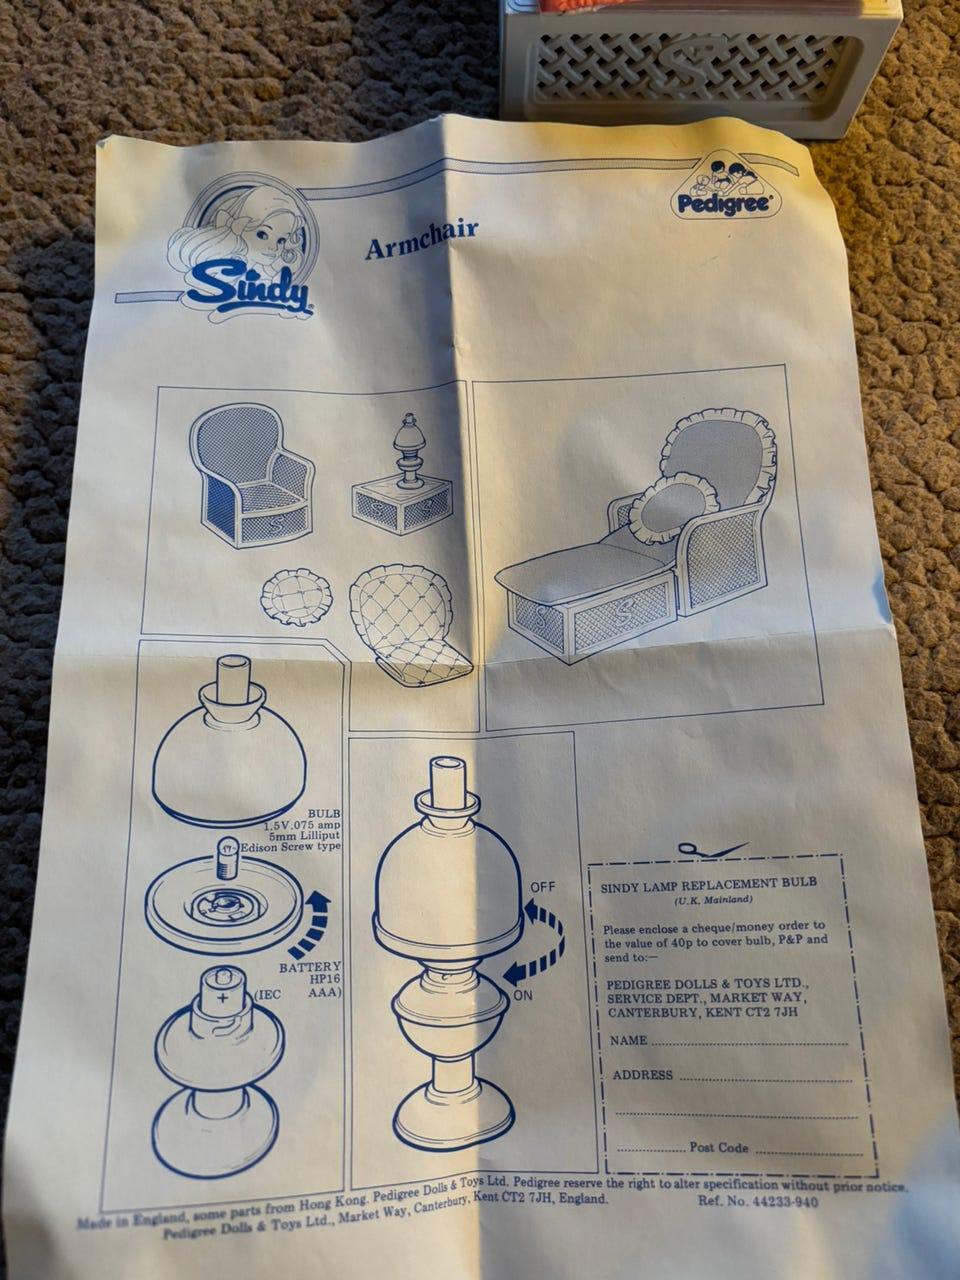 Sindy
Armchair
Pedigree
S
S
S
S
S
S
BULB
1.5V .075 amp
5mm Lilliput
Edison Screw type
BATTERY
HP16
(IEC AAA)
+
OFF
ON
SINDY LAMP REPLACEMENT BULB
(U.K. Mainland)
Please enclose a cheque/money order to
the value of 40p to cover bulb, P&P and
send to:—
PEDIGREE DOLLS & TOYS LTD.,
SERVICE DEPT., MARKET WAY,
CANTERBURY, KENT CT2 7JH
NAME
ADDRESS
Post Code
Made in England, some parts from Hong Kong. Pedigree Dolls & Toys Ltd. Pedigree reserve the right to alter specification without prior notice.
Pedigree Dolls & Toys Ltd., Market Way, Canterbury, Kent CT2 7JH, England.
Ref. No. 44233-940